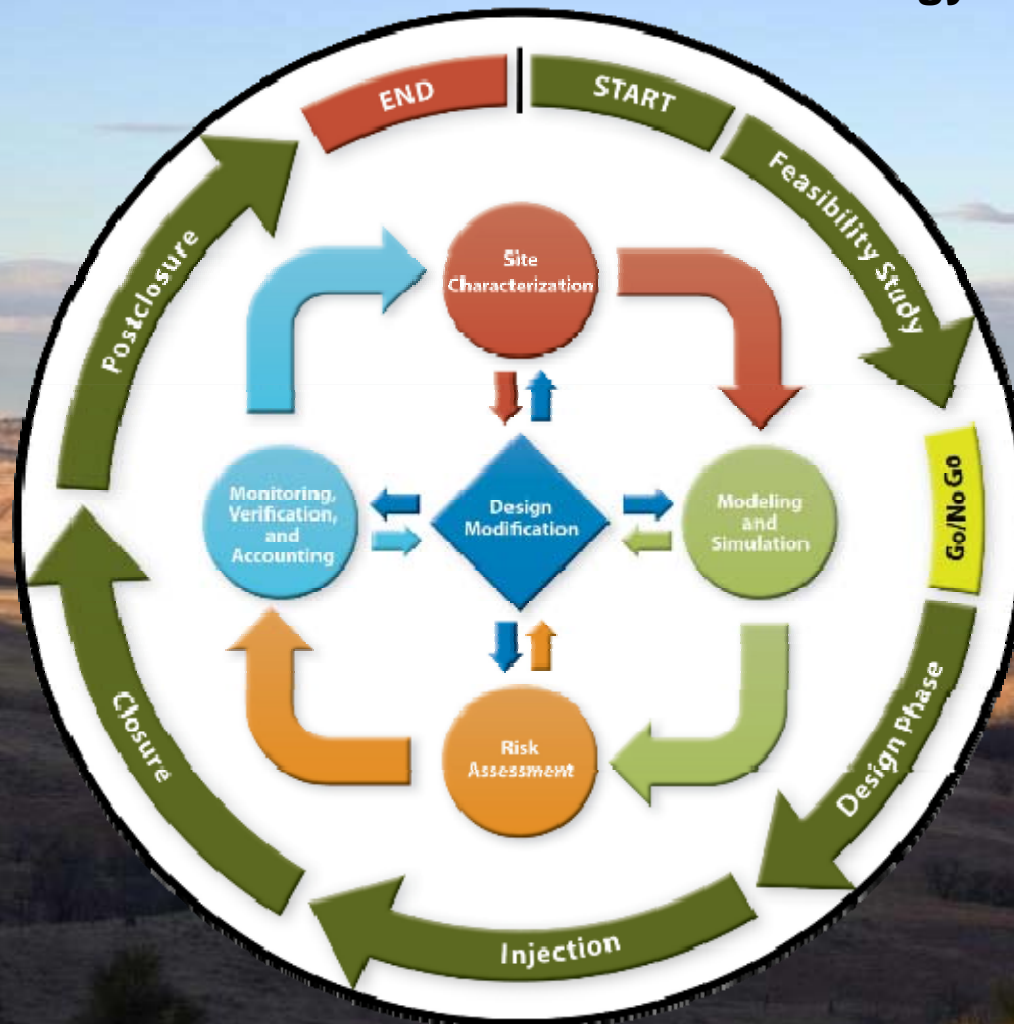 START
Feasibility Study
Go/No Go
Design Phase
Injection
Closure
Postclosure
END
Site
Characterization
Modeling
and
Simulation
Risk
Assessment
Monitoring,
Verification,
and
Accounting
Design
Modification